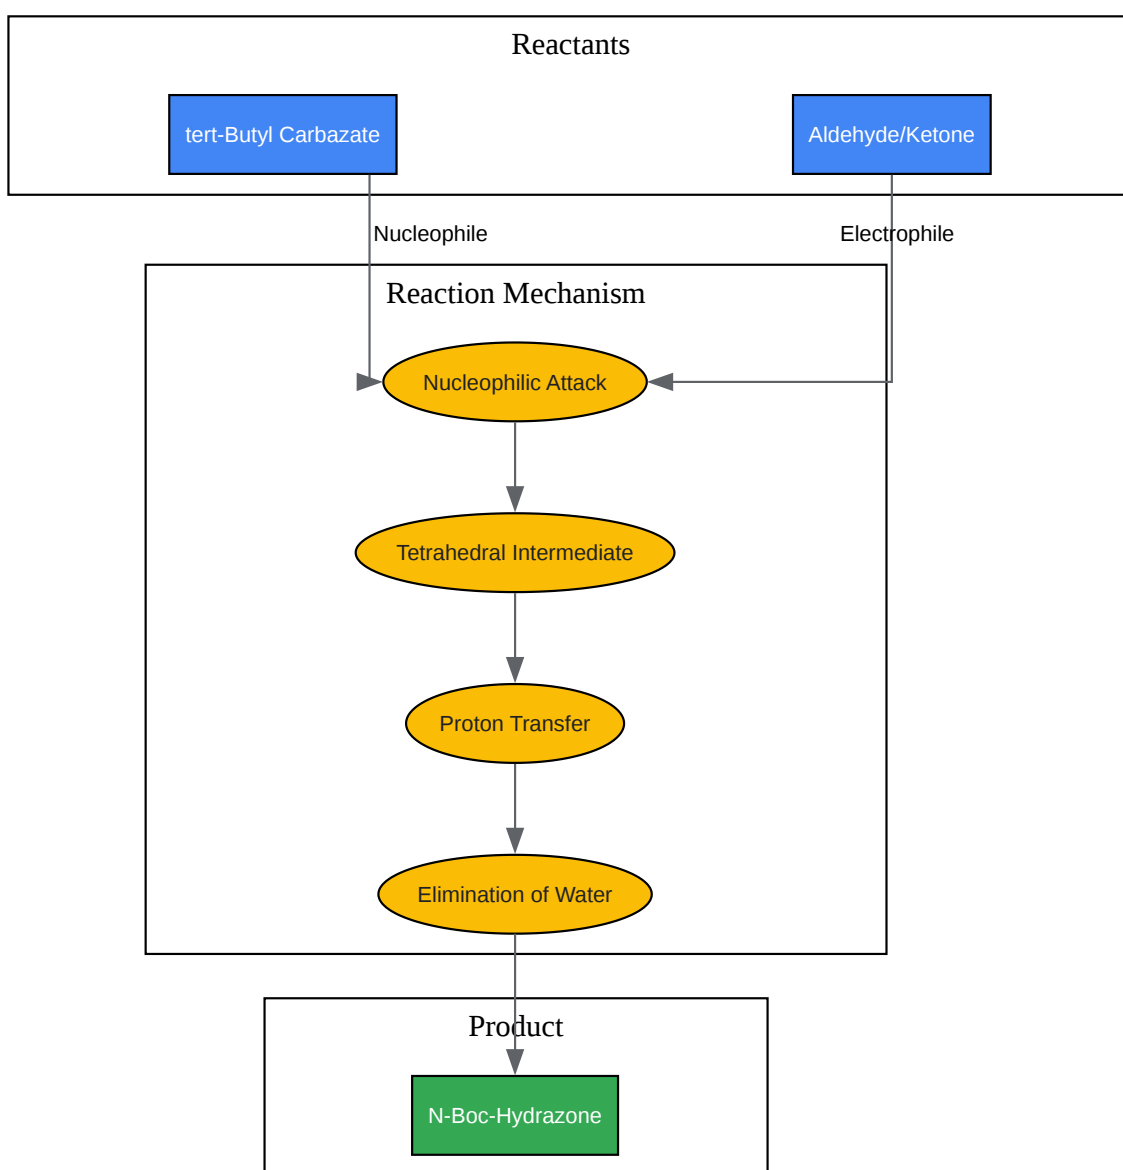 Reactants
tert-Butyl Carbazate
Aldehyde/Ketone
Nucleophile
Electrophile
Reaction Mechanism
Nucleophilic Attack
Tetrahedral Intermediate
Proton Transfer
Elimination of Water
Product
N-Boc-Hydrazone